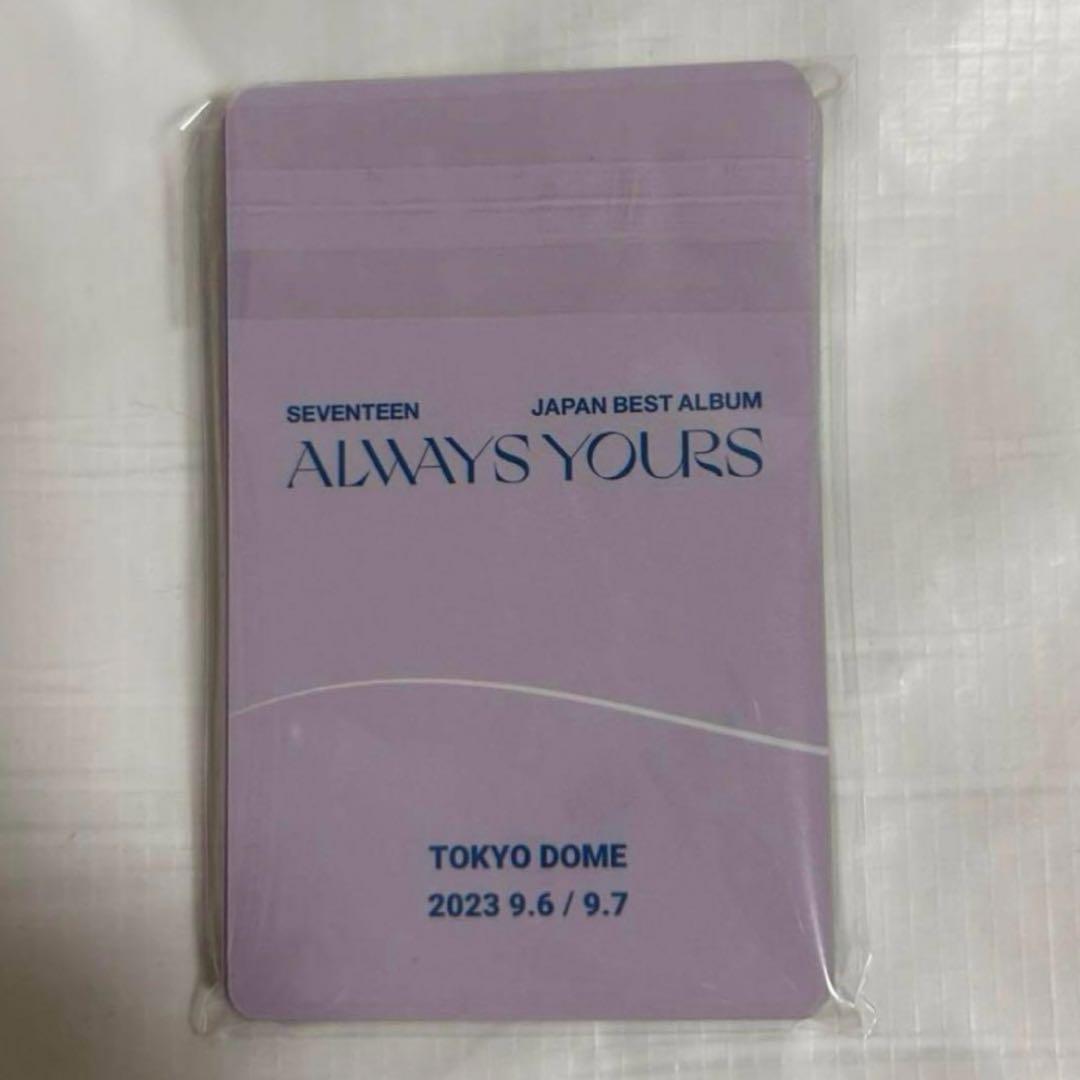 SEVENTEEN JAPAN BEST ALBUM
ALWAYS YOURS
TOKYO DOME
2023 9.6 / 9.7